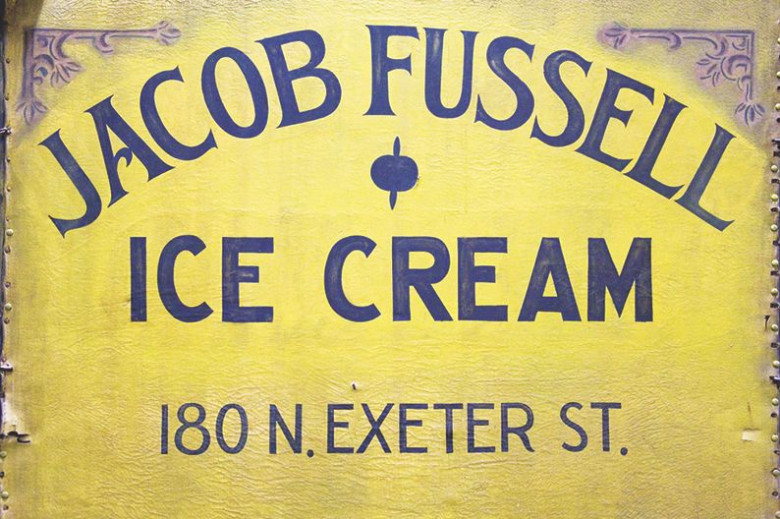 JACOB FUSSELL
ICE CREAM
180 N. EXETER ST.